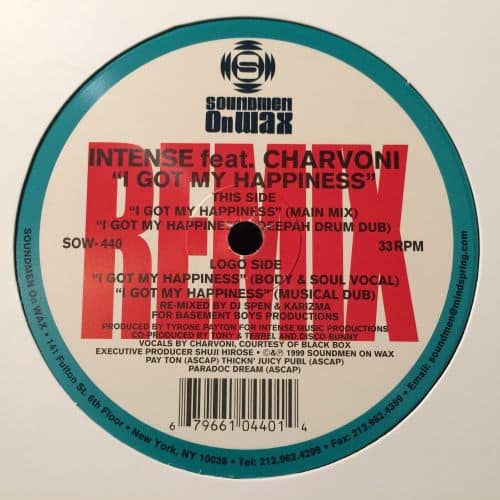 SOUNDMEN
On WAX
REMIX
INTENSE feat. CHARVONI
"I GOT MY HAPPINESS"
THIS SIDE
"I GOT MY HAPPINESS" (MAIN MIX)
"I GOT MY HAPPINESS" (DEEPAH DRUM DUB)
SOW- 440
33 RPM
LOGO SIDE
"I GOT MY HAPPINESS" (BODY & SOUL VOCAL)
"I GOT MY HAPPINESS" (MUSICAL DUB)
RE-MIXED BY DJ SPEN & KARIZMA
FOR BASEMENT BOYS PRODUCTIONS
PRODUCED BY TYRONE PAYTON FOR INTENSE MUSIC PRODUCTIONS
CO-PRODUCED BY TONY & TERREL AND DISCO BUNNY
VOCALS BY CHARVONI, COURTESY OF BLACK BOX
EXECUTIVE PRODUCER SHUJI HIROSE • ©&℗ 1999 SOUNDMEN ON WAX
PAY TON (ASCAP) THICKN' JUICY PUBL (ASCAP)
PARADOC DREAM (ASCAP)
6 79661 04401 4
SOUNDMEN On WAX • 141 Fulton St. 6th Floor • New York, NY 10038 • Tel: 212.962.4299 • Fax: 212.962.4399 • Email: soundmen@mindspring.com